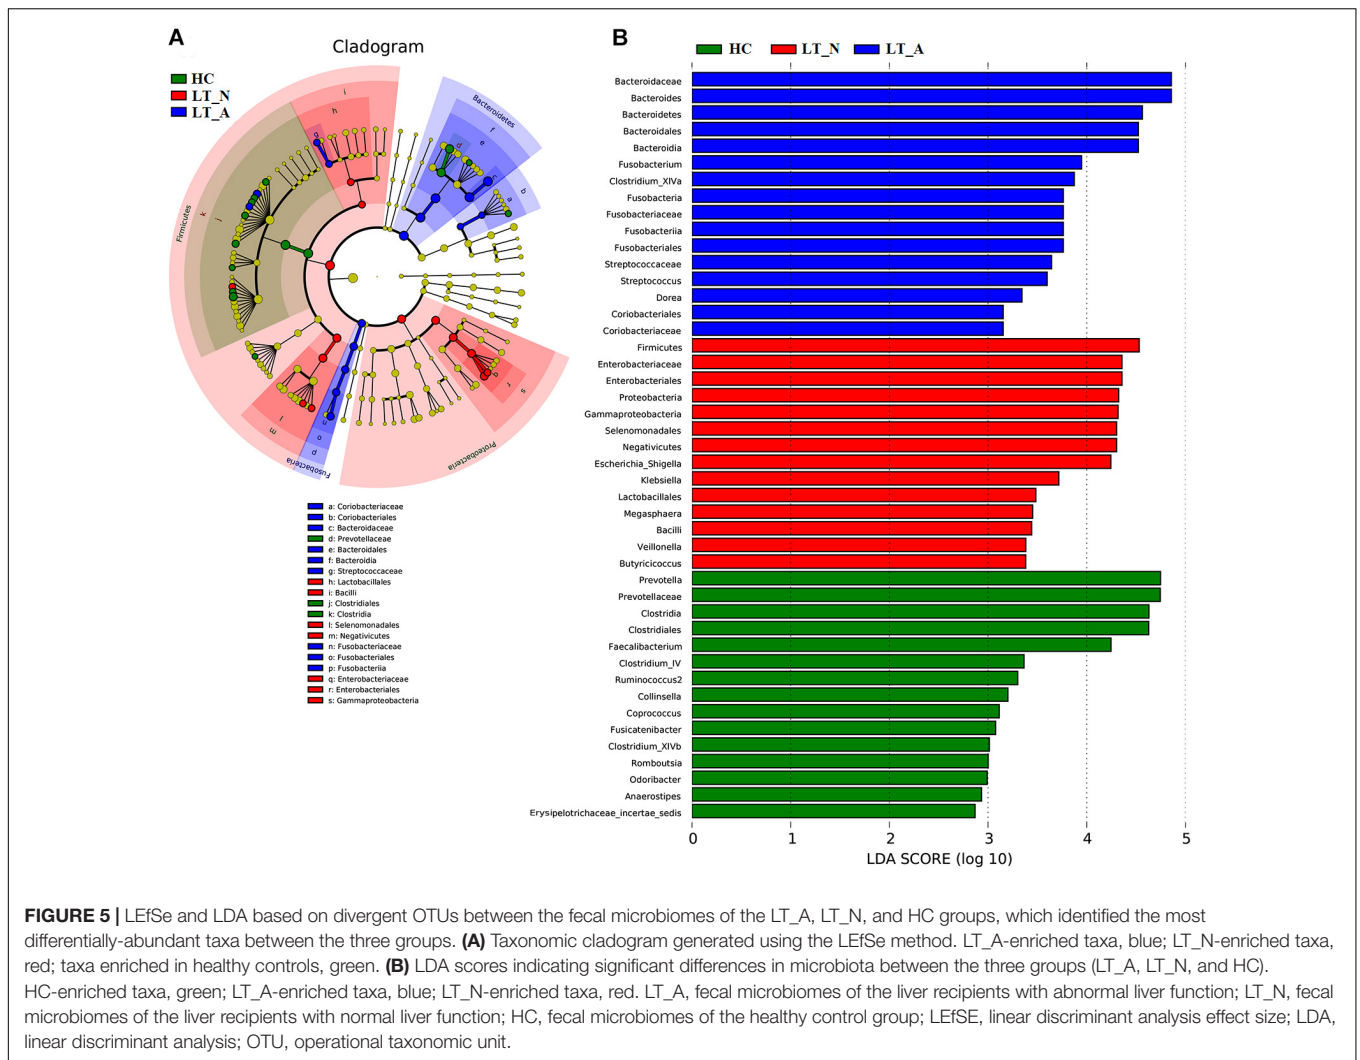 A
Cladogram
HC
LT_N
LT_A
Bacteroidetes
Firmicutes
Proteobacteria
Fusobacteria
a
b
c
d
e
f
g
h
i
j
k
l
m
n
o
p
q
r
s
a: Coriobacteriaceae
b: Coriobacteriales
c: Bacteroidaceae
d: Prevotellaceae
e: Bacteroidales
f: Bacteroidia
g: Streptococcaceae
h: Lactobacillales
i: Bacilli
j: Clostridiales
k: Clostridia
l: Selenomonadales
m: Negativicutes
n: Fusobacteriaceae
o: Fusobacteriales
p: Fusobacteriia
q: Enterobacteriaceae
r: Enterobacteriales
s: Gammaproteobacteria
B
HC LT_N LT_A
Bacteroidaceae
Bacteroides
Bacteroidetes
Bacteroidales
Bacteroidia
Fusobacterium
Clostridium_XIVa
Fusobacteria
Fusobacteriaceae
Fusobacteriia
Fusobacteriales
Streptococcaceae
Streptococcus
Dorea
Coriobacteriales
Coriobacteriaceae
Firmicutes
Enterobacteriaceae
Enterobacteriales
Proteobacteria
Gammaproteobacteria
Selenomonadales
Negativicutes
Escherichia_Shigella
Klebsiella
Lactobacillales
Megasphaera
Bacilli
Veillonella
Butyricicoccus
Prevotella
Prevotellaceae
Clostridia
Clostridiales
Faecalibacterium
Clostridium_IV
Ruminococcus2
Collinsella
Coprococcus
Fusicatenibacter
Clostridium_XIVb
Romboutsia
Odoribacter
Anaerostipes
Erysipelotrichaceae_incertae_sedis
0 1 2 3 4 5
LDA SCORE (log 10)
FIGURE 5 | LEfSe and LDA based on divergent OTUs between the fecal microbiomes of the LT_A, LT_N, and HC groups, which identified the most
differentially-abundant taxa between the three groups. (A) Taxonomic cladogram generated using the LEfSe method. LT_A-enriched taxa, blue; LT_N-enriched taxa,
red; taxa enriched in healthy controls, green. (B) LDA scores indicating significant differences in microbiota between the three groups (LT_A, LT_N, and HC).
HC-enriched taxa, green; LT_A-enriched taxa, blue; LT_N-enriched taxa, red. LT_A, fecal microbiomes of the liver recipients with abnormal liver function; LT_N, fecal
microbiomes of the liver recipients with normal liver function; HC, fecal microbiomes of the healthy control group; LEfSE, linear discriminant analysis effect size; LDA,
linear discriminant analysis; OTU, operational taxonomic unit.